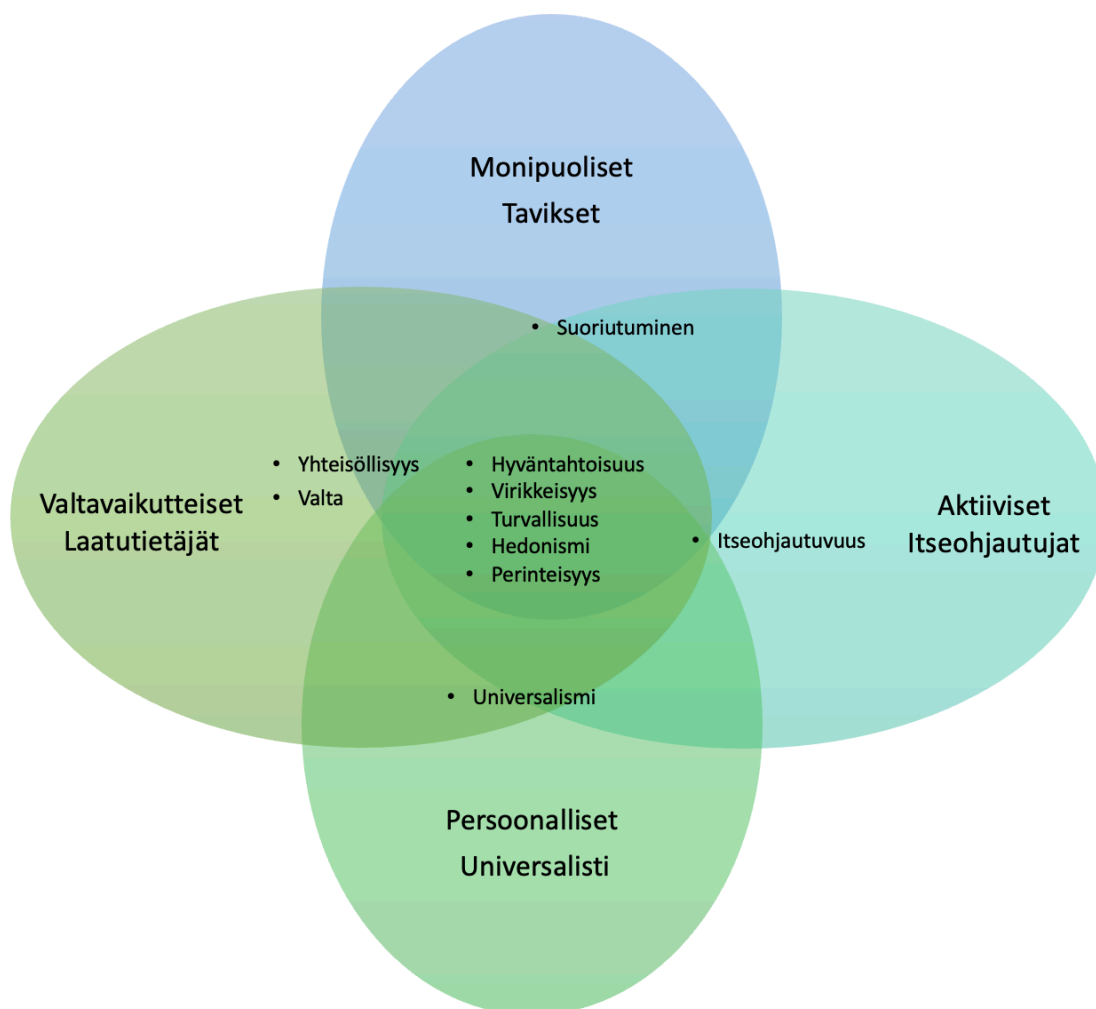 Monipuoliset
Tavikset
• Suoriutuminen
• Yhteisöllisyys
• Valta
Valtavaikutteiset
Laatutietäjät
• Hyväntahtoisuus
• Virikkeisyys
• Turvallisuus
• Hedonismi
• Perinteisyys
• Itseohjautuvuus
Aktiiviset
Itseohjautujat
• Universalismi
Persoonalliset
Universalisti